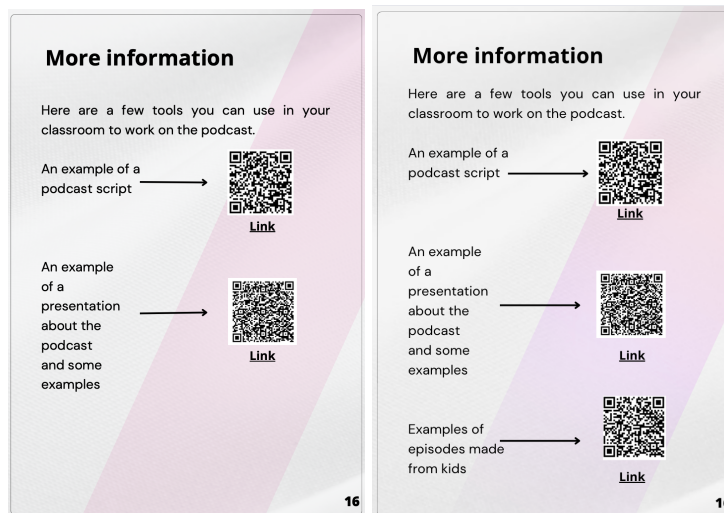 More information
Here are a few tools you can use in your
classroom to work on the podcast.
An example of a
podcast script
Link
An example
of a
presentation
about the
podcast
and some
examples
Link
16
More information
Here are a few tools you can use in your
classroom to work on the podcast.
An example of a
podcast script
Link
An example
of a
presentation
about the
podcast
and some
examples
Link
Examples of
episodes made
from kids
Link